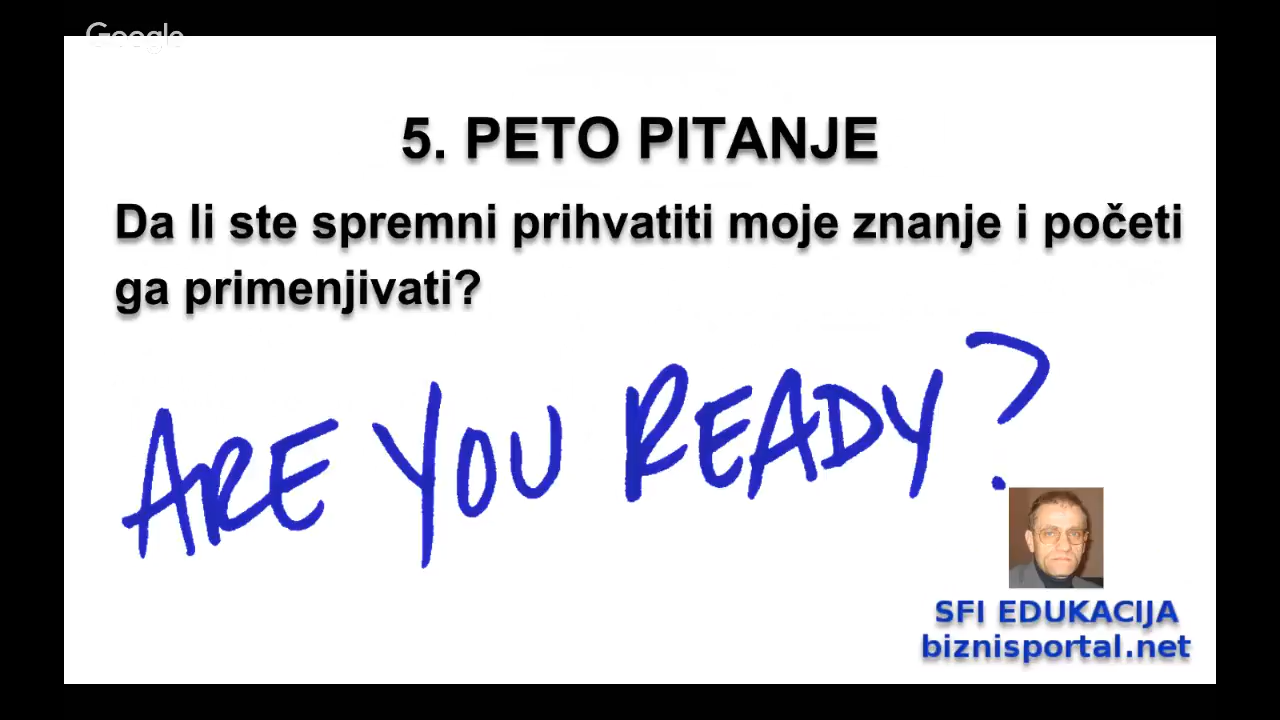 Google
5. PETO PITANJE
Da li ste spremni prihvatiti moje znanje i početi
ga primenjivati?
ARE YOU READY?
SFI EDUKACIJA
biznisportal.net